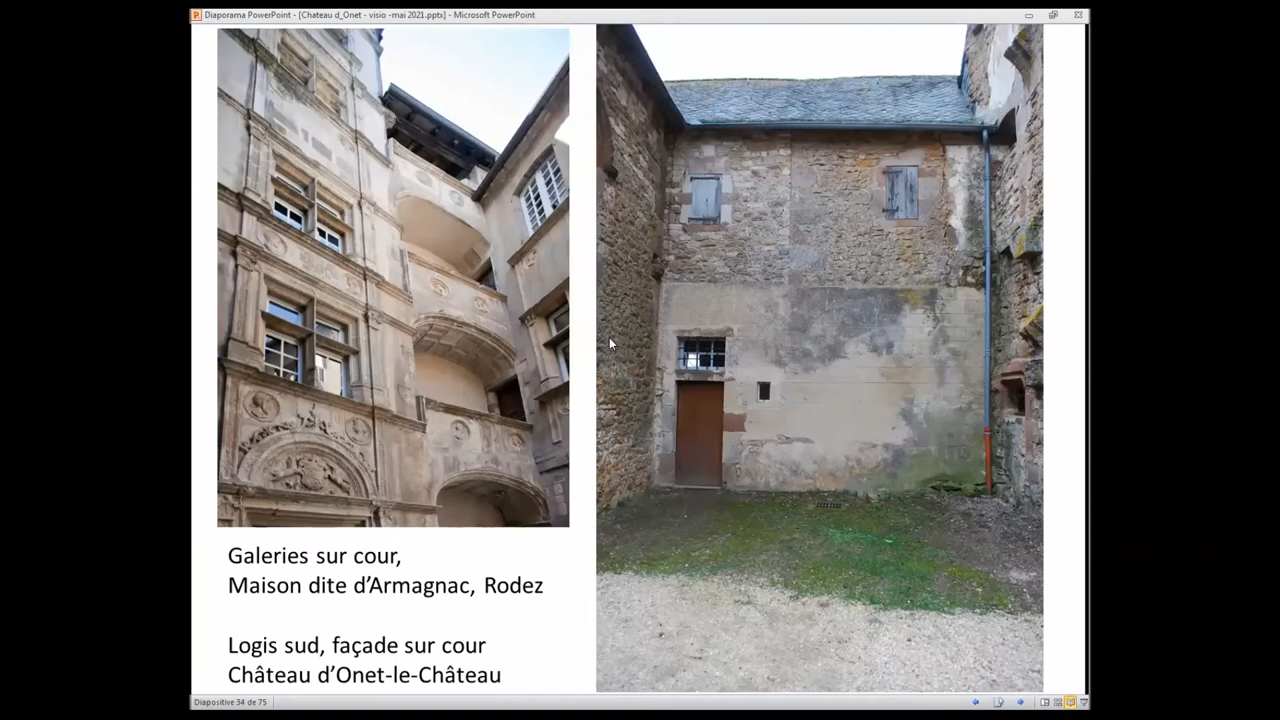 Diaporama PowerPoint - [Chateau d_Onet - visio -mai 2021.pptx] - Microsoft PowerPoint
Galeries sur cour,
Maison dite d’Armagnac, Rodez
Logis sud, façade sur cour
Château d’Onet-le-Château
Diapositive 34 de 75